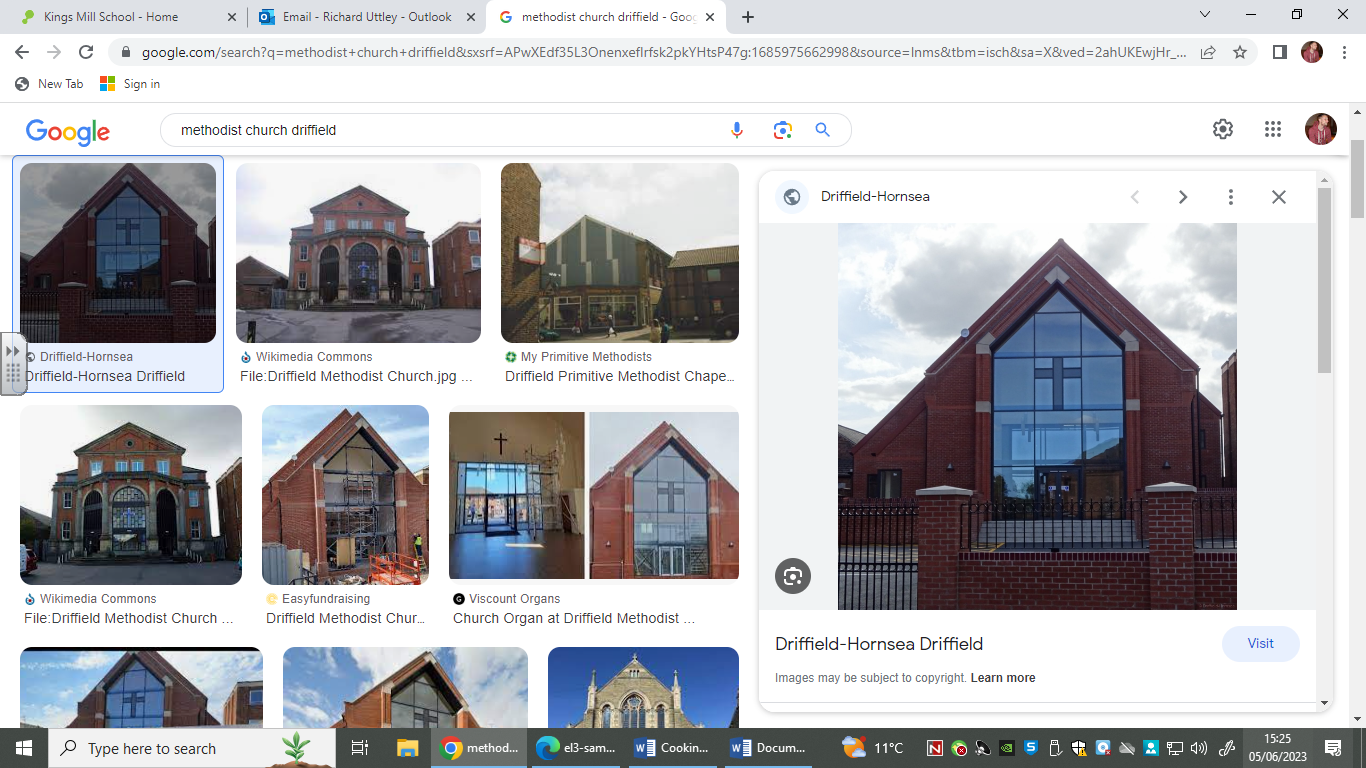 Kings Mill School - Home
Email - Richard Uttley - Outlook
methodist church driffield - Goo
google.com/search?q=methodist+church+driffield&sxsrf=APwXEdf35L3OnenxeflrfsK2pkYHtsP47g:1685975662998&source=lnms&tbm=isch&sa=X&ved=2ahUKEwjHr_...
New Tab
Sign in
Google
methodist church driffield
Driffield-Hornsea
Driffield-Hornsea Driffield
Wikimedia Commons
File:Driffield Methodist Church.jpg ...
My Primitive Methodists
Driffield Primitive Methodist Chape...
Wikimedia Commons
File:Driffield Methodist Church ...
Easyfundraising
Driffield Methodist Chur...
Viscount Organs
Church Organ at Driffield Methodist ...
Driffield-Hornsea
Driffield-Hornsea Driffield
Visit
Images may be subject to copyright. Learn more
Type here to search
method...
el3-sam...
Cookin...
Docum...
11°C
15:25
05/06/2023